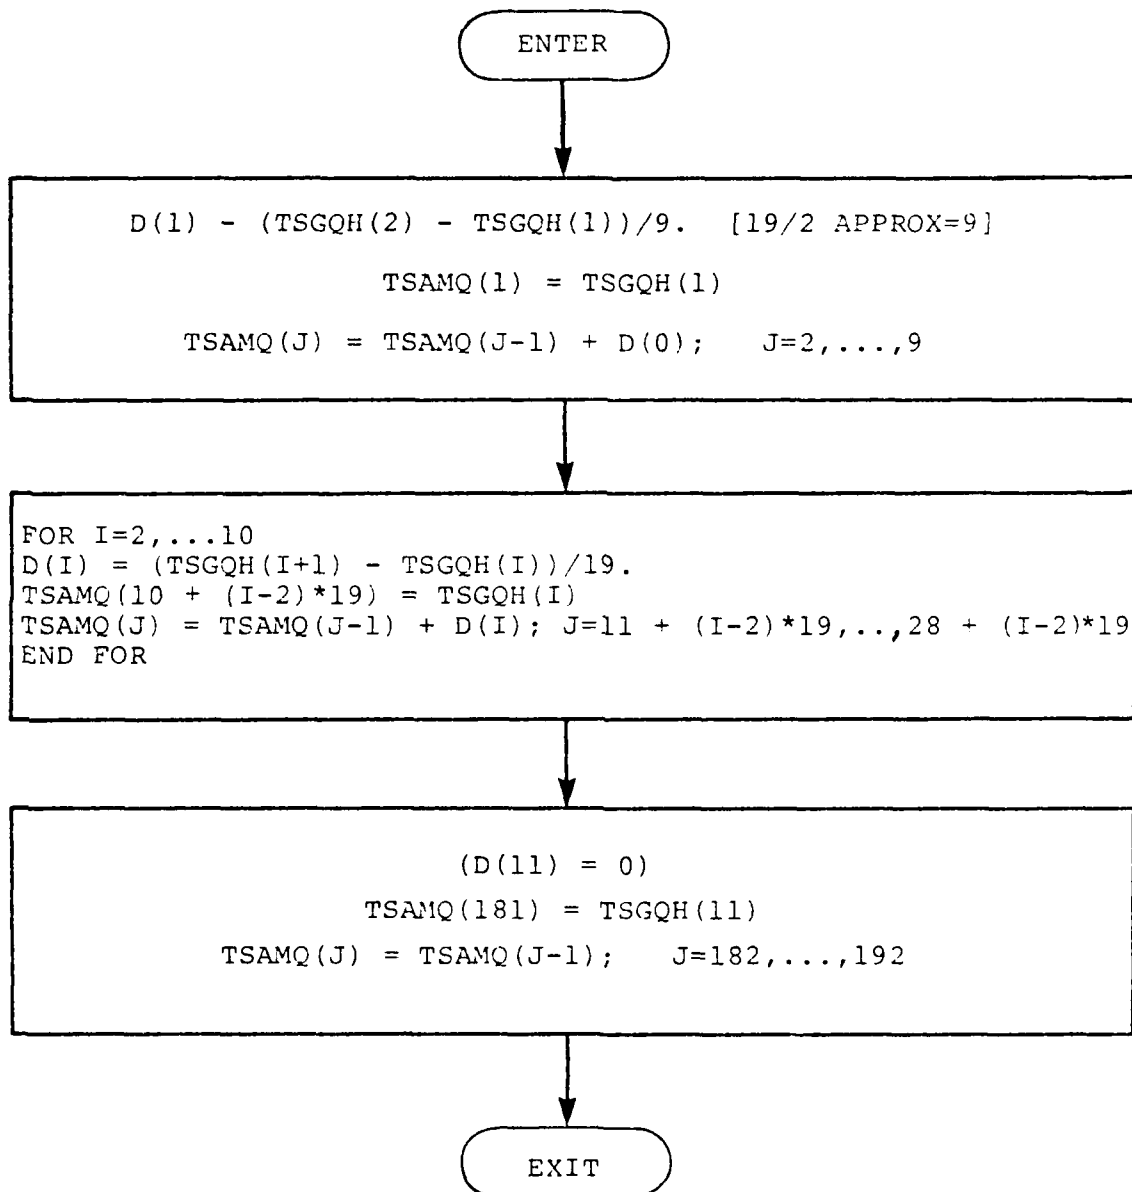 ENTER
D(1) - (TSGQH(2) - TSGQH(1))/9. [19/2 APPROX=9]
TSAMQ(1) = TSGQH(1)
TSAMQ(J) = TSAMQ(J-1) + D(0); J=2,...,9
FOR I=2,...10
D(I) = (TSGQH(I+1) - TSGQH(I))/19.
TSAMQ(10 + (I-2)*19) = TSGQH(I)
TSAMQ(J) = TSAMQ(J-1) + D(I); J=11 + (I-2)*19,..,28 + (I-2)*19
END FOR
(D(11) = 0)
TSAMQ(181) = TSGQH(11)
TSAMQ(J) = TSAMQ(J-1); J=182,...,192
EXIT